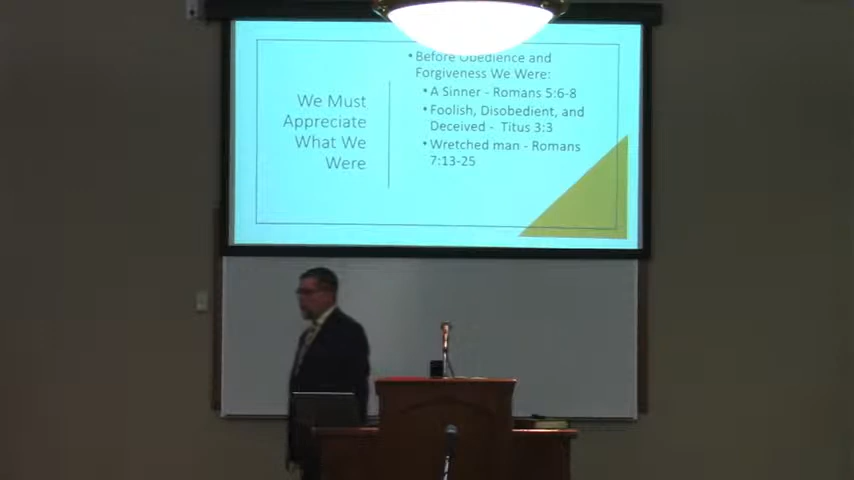 We Must
Appreciate
What We
Were
• Before Obedience and
Forgiveness We Were:
• A Sinner - Romans 5:6-8
• Foolish, Disobedient, and
Deceived - Titus 3:3
• Wretched man - Romans
7:13-25